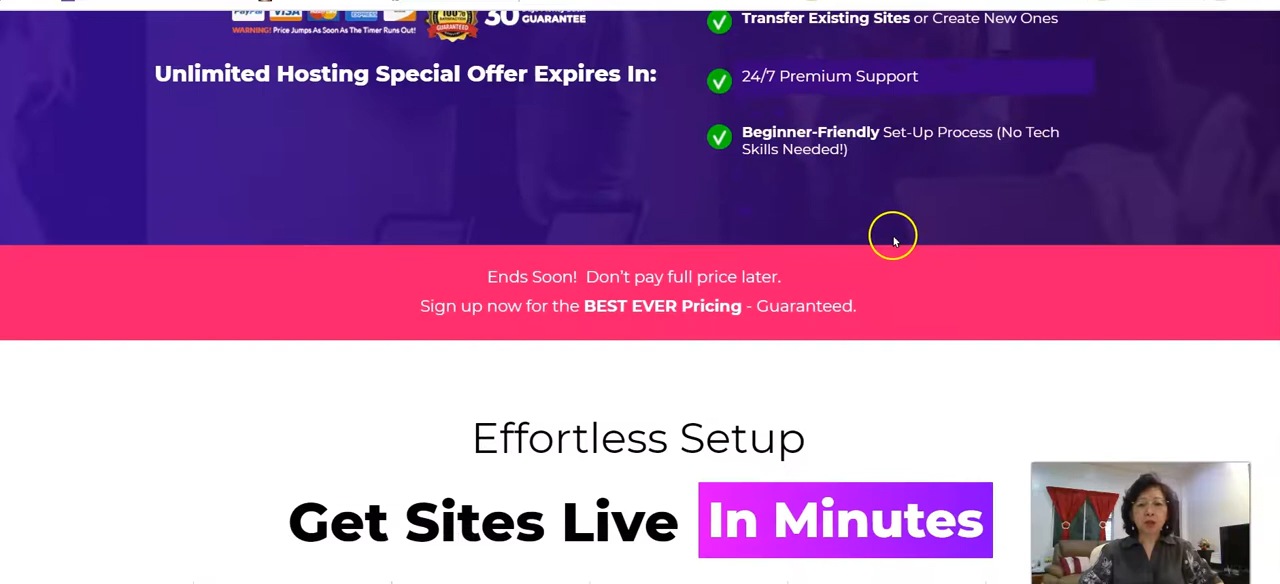 PayPal VISA
30
GUARANTEE
WARNING! Price Jumps As Soon As The Timer Runs Out!
GUARANTEED
Unlimited Hosting Special Offer Expires In:
Transfer Existing Sites or Create New Ones
24/7 Premium Support
Beginner-Friendly Set-Up Process (No Tech
Skills Needed!)
Ends Soon! Don't pay full price later.
Sign up now for the BEST EVER Pricing - Guaranteed.
Effortless Setup
Get Sites Live In Minutes